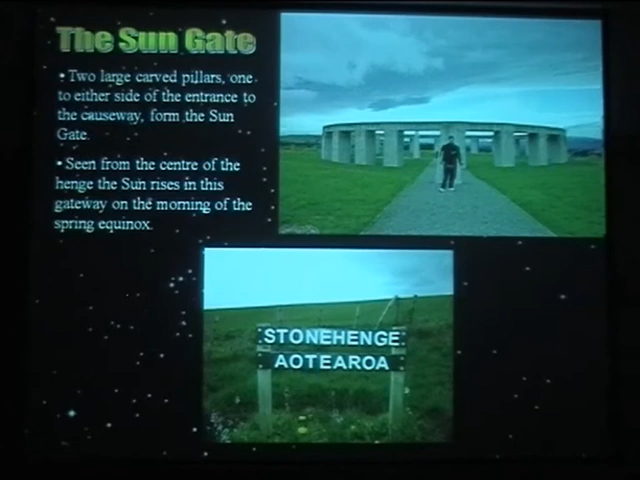 The Sun Gate
• Two large carved pillars, one
to either side of the entrance to
the causeway, form the Sun
Gate.
• Seen from the centre of the
henge the Sun rises in this
gateway on the morning of the
spring equinox.
STONEHENGE
AOTEAROA